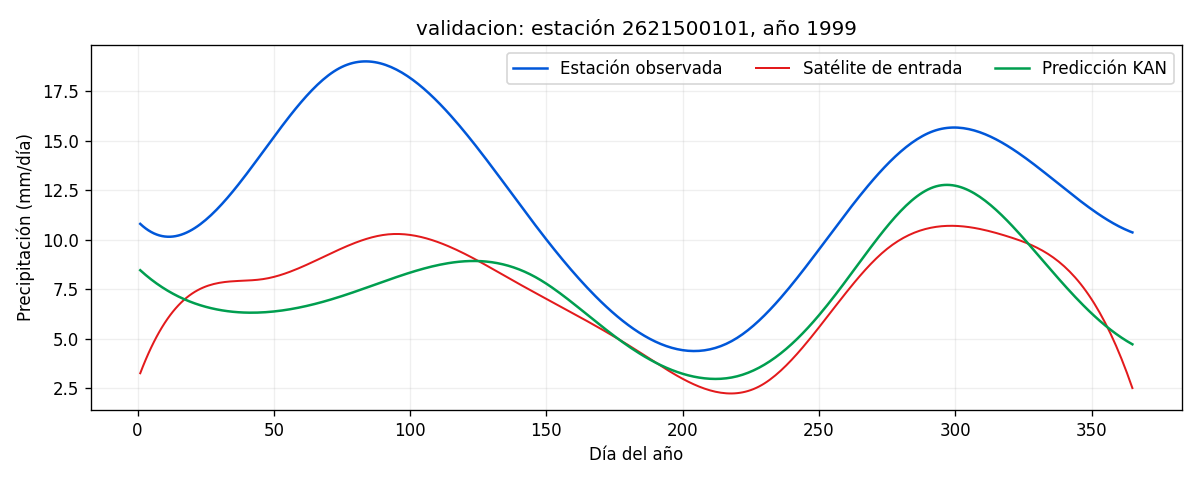 validacion: estación 2621500101, año 1999
Estación observada
Satélite de entrada
Predicción KAN
Precipitación (mm/día)
17.5
15.0
12.5
10.0
7.5
5.0
2.5
0 50 100 150 200 250 300 350
Día del año